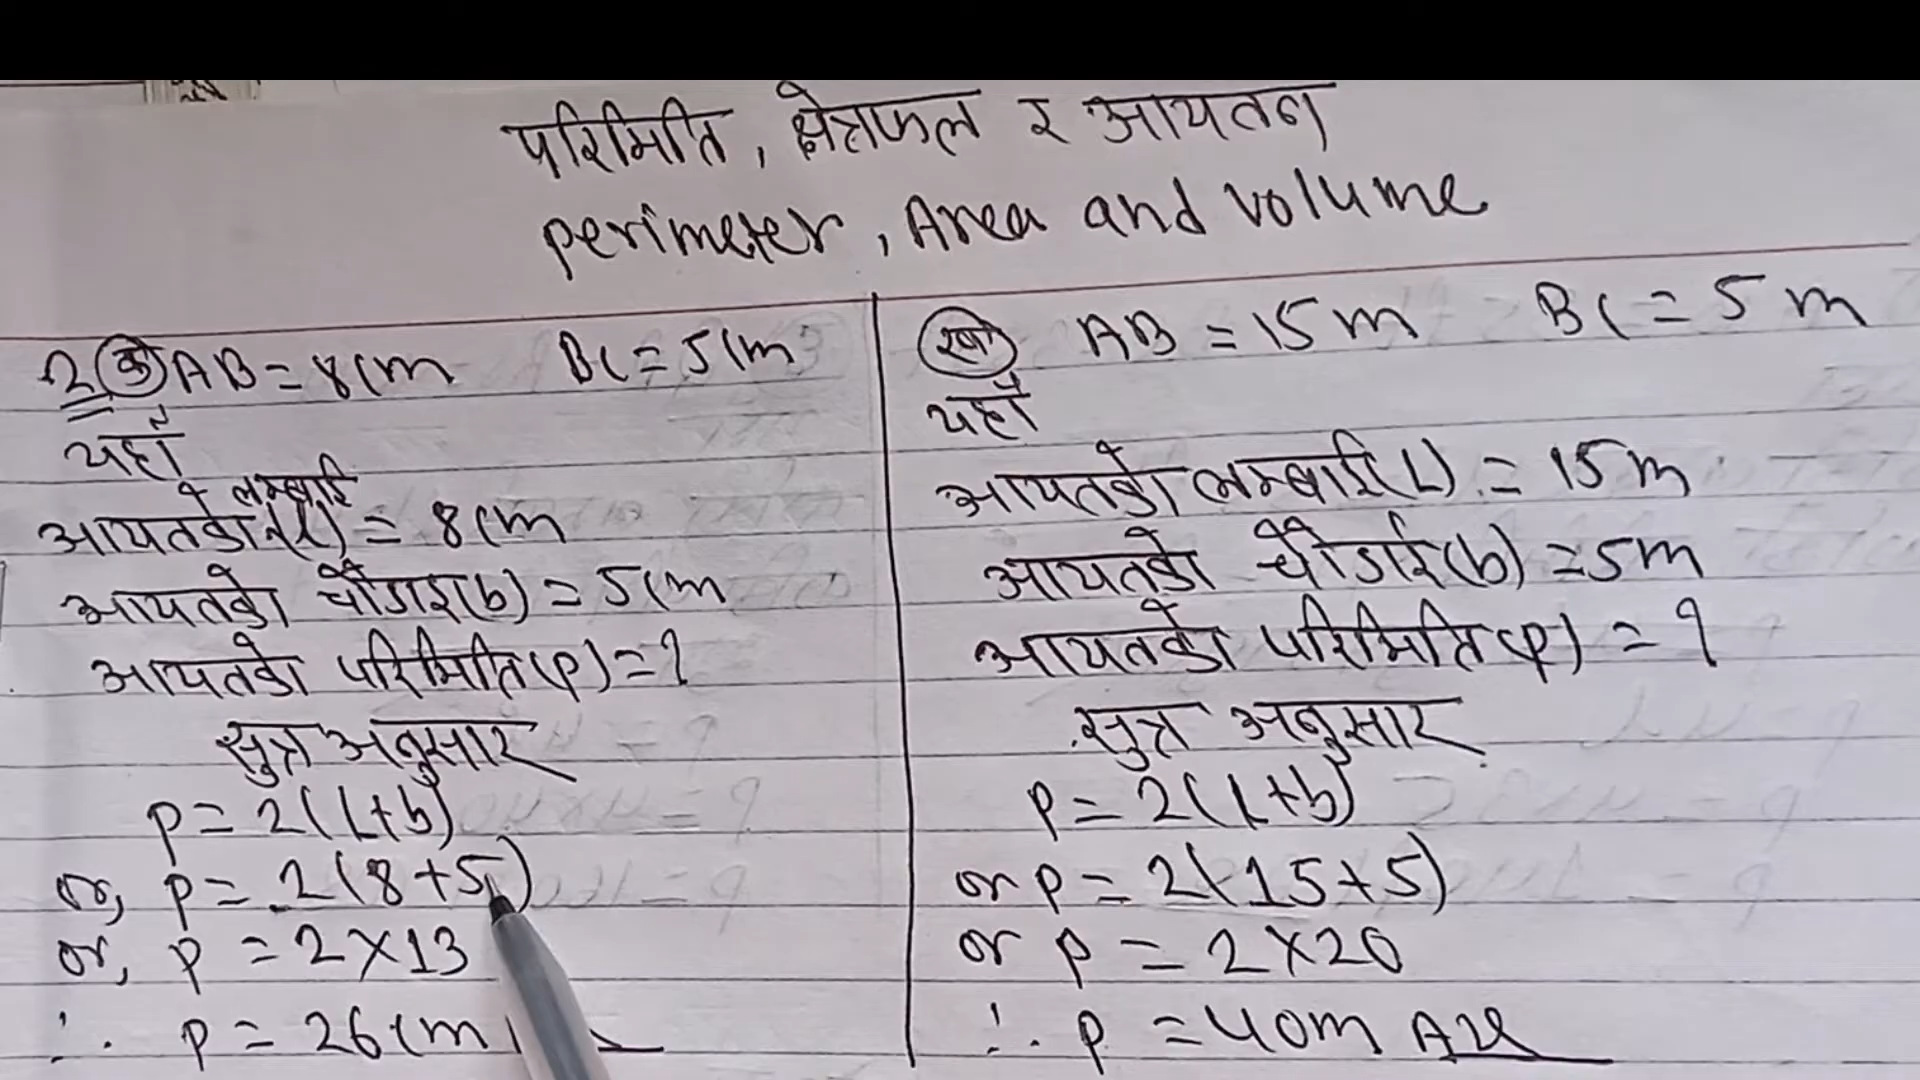 परिमिति, क्षेत्रफल र आयतन
perimeter, Area and volume
2 (क) AB = 8cm BC = 5cm
यहाँ
आयतको लम्बाई (l) = 8cm
आयतको चौडाइ(b) = 5cm
आयतको परिमिति(p) = ?
सुत्र अनुसार
p = 2(l+b)
or, p = 2(8+5)
or, p = 2×13
∴ p = 26cm
(ख) AB = 15m BC = 5m
यहाँ
आयतको लम्बाई(L) = 15m
आयतको चौडाई(b) = 5m
आयतको परिमिति(p) = ?
सुत्र अनुसार
p = 2(l+b)
or p = 2(15+5)
or p = 2×20
∴ p = 40m Ans